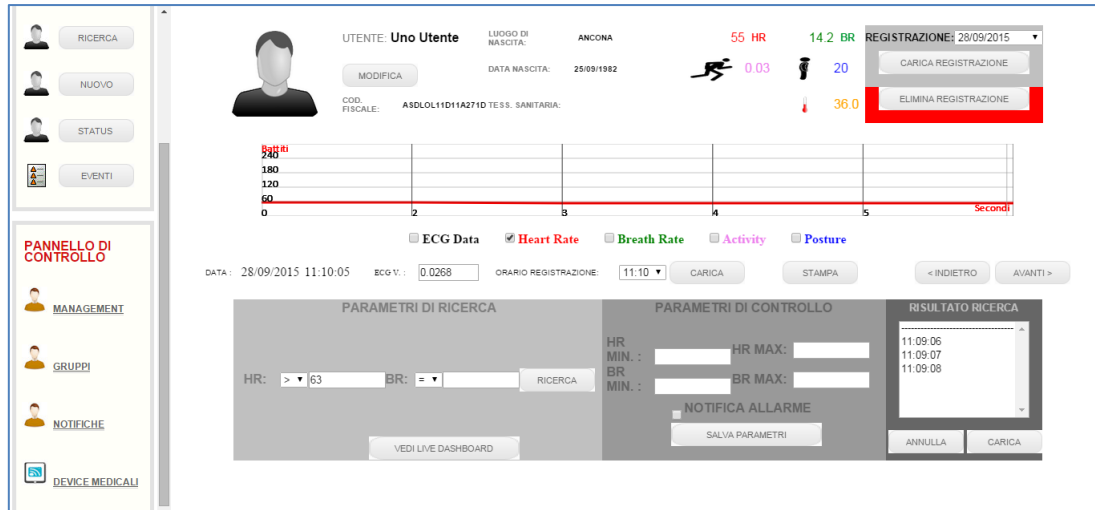 RICERCA
NUOVO
STATUS
EVENTI
PANNELLO DI
CONTROLLO
MANAGEMENT
GRUPPI
NOTIFICHE
DEVICE MEDICALI
UTENTE: Uno Utente
LUOGO DI
NASCITA:
ANCONA
MODIFICA
DATA NASCITA:
25/09/1982
COD.
FISCALE:
ASDLOL11D11A271D TESS. SANITARIA:
55 HR
14.2 BR
0.03
20
36.0
REGISTRAZIONE: 28/09/2015
CARICA REGISTRAZIONE
ELIMINA REGISTRAZIONE
Battiti
240
180
120
60
0
2
3
4
5
Secondi
ECG Data
Heart Rate
Breath Rate
Activity
Posture
DATA : 28/09/2015 11:10:05
ECG V. : 0.0268
ORARIO REGISTRAZIONE: 11:10
CARICA
STAMPA
< INDIETRO
AVANTI >
PARAMETRI DI RICERCA
HR: > 63
BR: =
RICERCA
VEDI LIVE DASHBOARD
PARAMETRI DI CONTROLLO
HR
MIN. :
HR MAX:
BR
MIN. :
BR MAX:
NOTIFICA ALLARME
SALVA PARAMETRI
RISULTATO RICERCA
--------------------------------
11:09:06
11:09:07
11:09:08
ANNULLA
CARICA